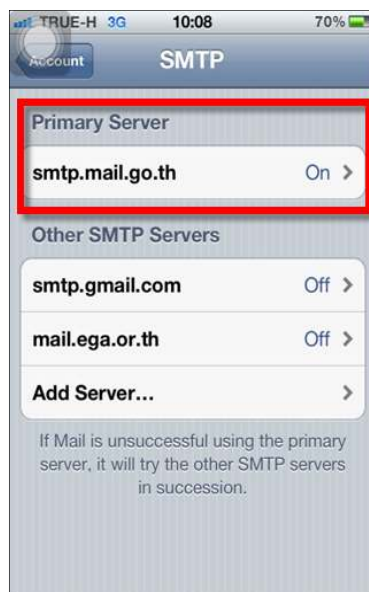 TRUE-H 3G 10:08 70%
Account SMTP
Primary Server
smtp.mail.go.th On
Other SMTP Servers
smtp.gmail.com Off
mail.ega.or.th Off
Add Server...
If Mail is unsuccessful using the primary
server, it will try the other SMTP servers
in succession.